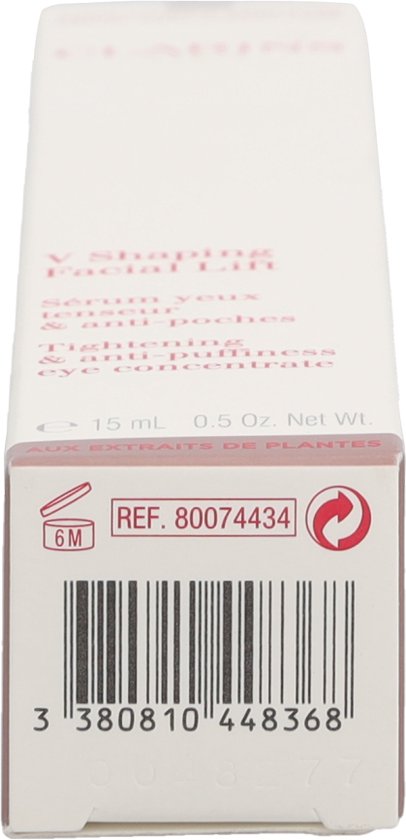 CLARINS
V Shaping
Facial Lift
Sérum yeux
tenseur
& anti-poches
Tightening
& anti-puffiness
eye concentrate
e 15 mL 0.5 Oz. Net Wt.
AUX EXTRAITS DE PLANTES
6M
REF. 80074434
3 380810 448368